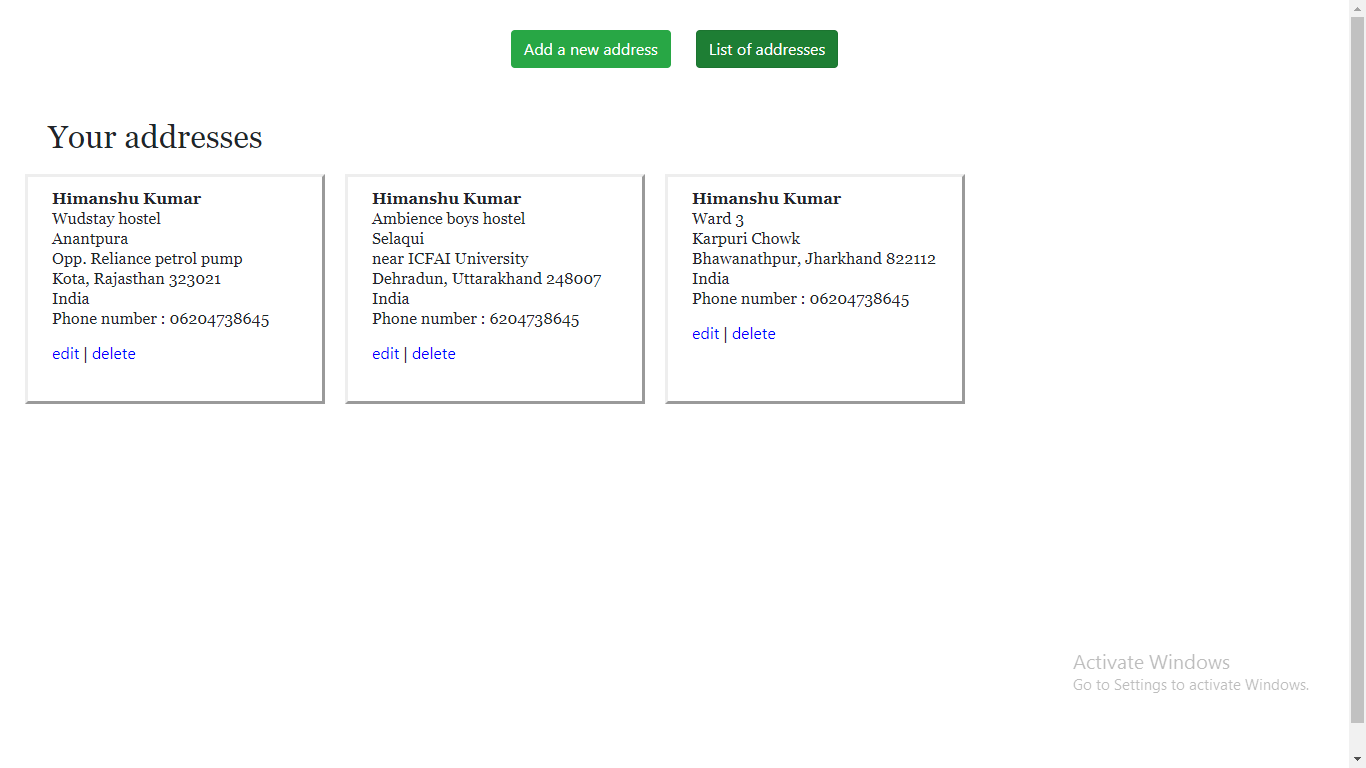 Add a new address
List of addresses
Your addresses
Himanshu Kumar
Wudstay hostel
Anantpura
Opp. Reliance petrol pump
Kota, Rajasthan 323021
India
Phone number : 06204738645
edit | delete
Himanshu Kumar
Ambience boys hostel
Selaqui
near ICFAI University
Dehradun, Uttarakhand 248007
India
Phone number : 6204738645
edit | delete
Himanshu Kumar
Ward 3
Karpuri Chowk
Bhawanathpur, Jharkhand 822112
India
Phone number : 06204738645
edit | delete
Activate Windows
Go to Settings to activate Windows.